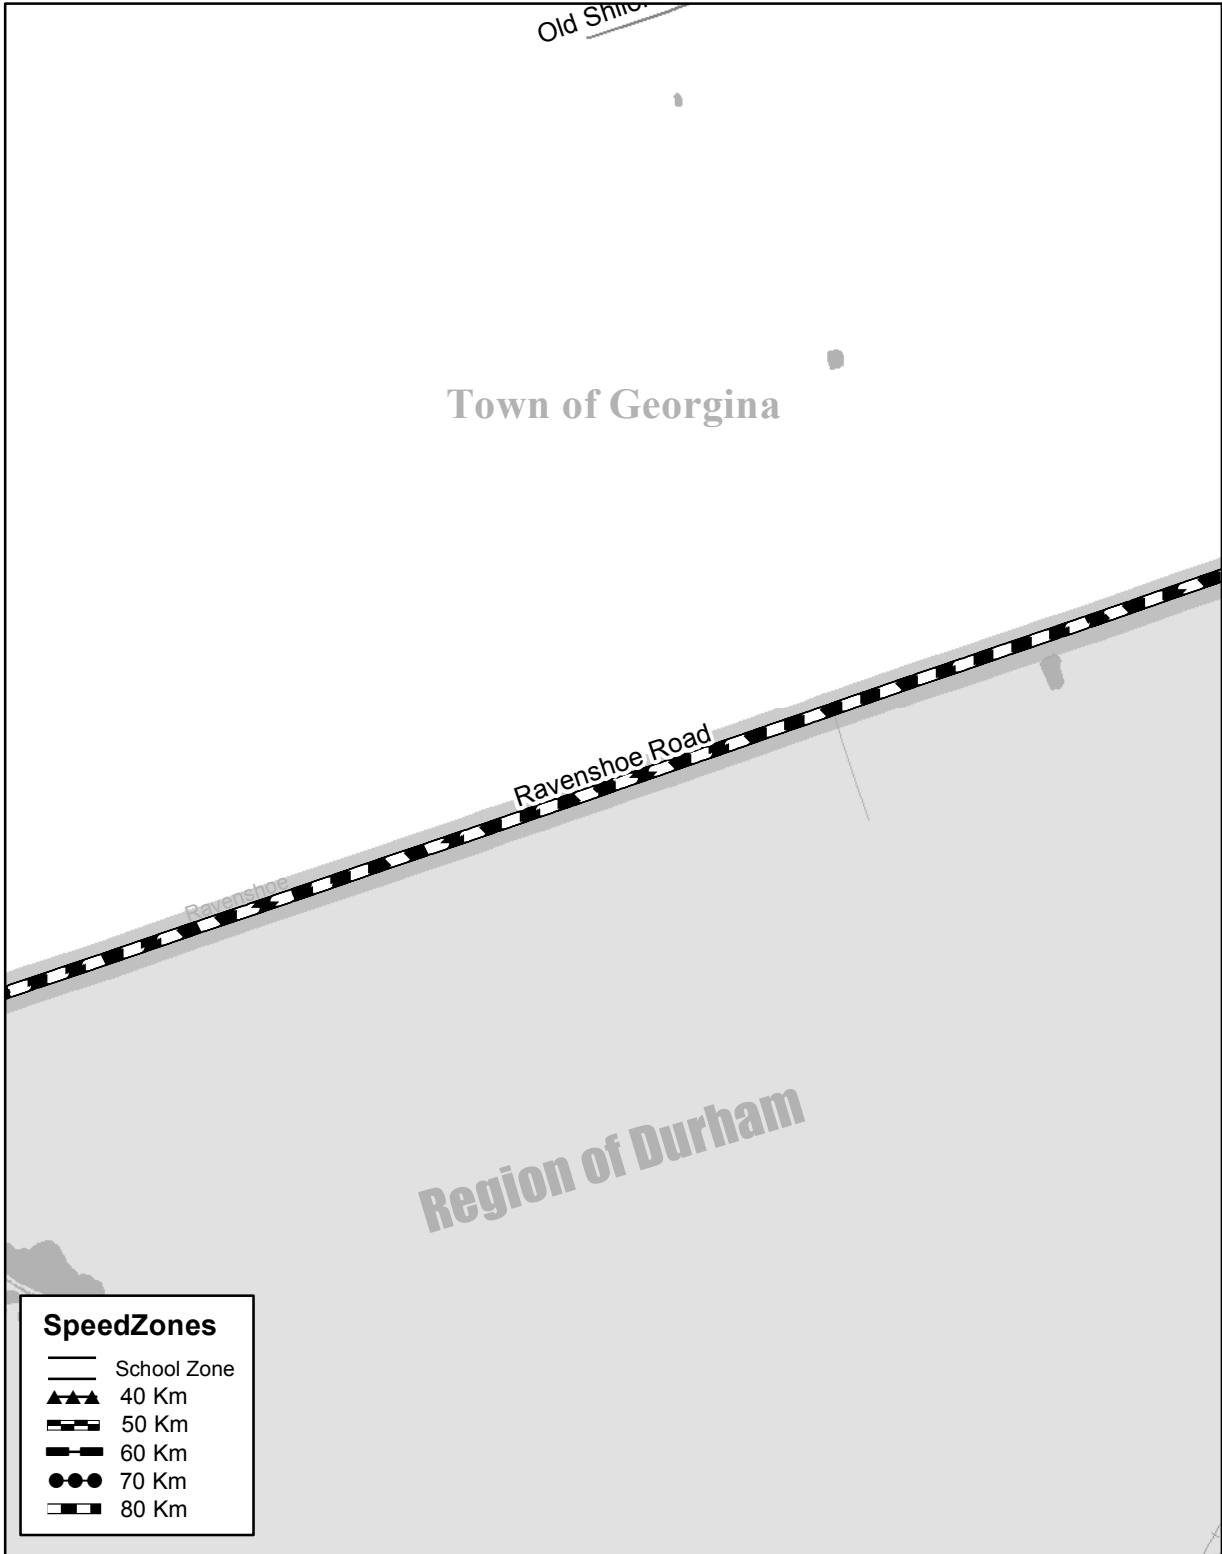 Old
Town of Georgina
Ravenshoe Road
Ravenshoe
Region of Durham
SpeedZones
School Zone
40 Km
50 Km
60 Km
70 Km
80 Km